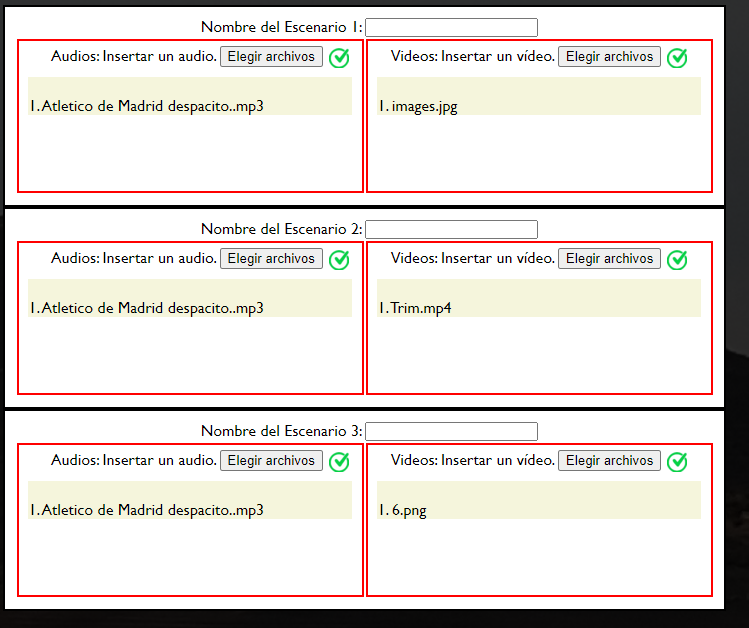 Nombre del Escenario 1:
Audios: Insertar un audio. Elegir archivos Videos: Insertar un vídeo. Elegir archivos
1. Atletico de Madrid despacito..mp3 1. images.jpg
Nombre del Escenario 2:
Audios: Insertar un audio. Elegir archivos Videos: Insertar un vídeo. Elegir archivos
1. Atletico de Madrid despacito..mp3 1. Trim.mp4
Nombre del Escenario 3:
Audios: Insertar un audio. Elegir archivos Videos: Insertar un vídeo. Elegir archivos
1. Atletico de Madrid despacito..mp3 1. 6.png